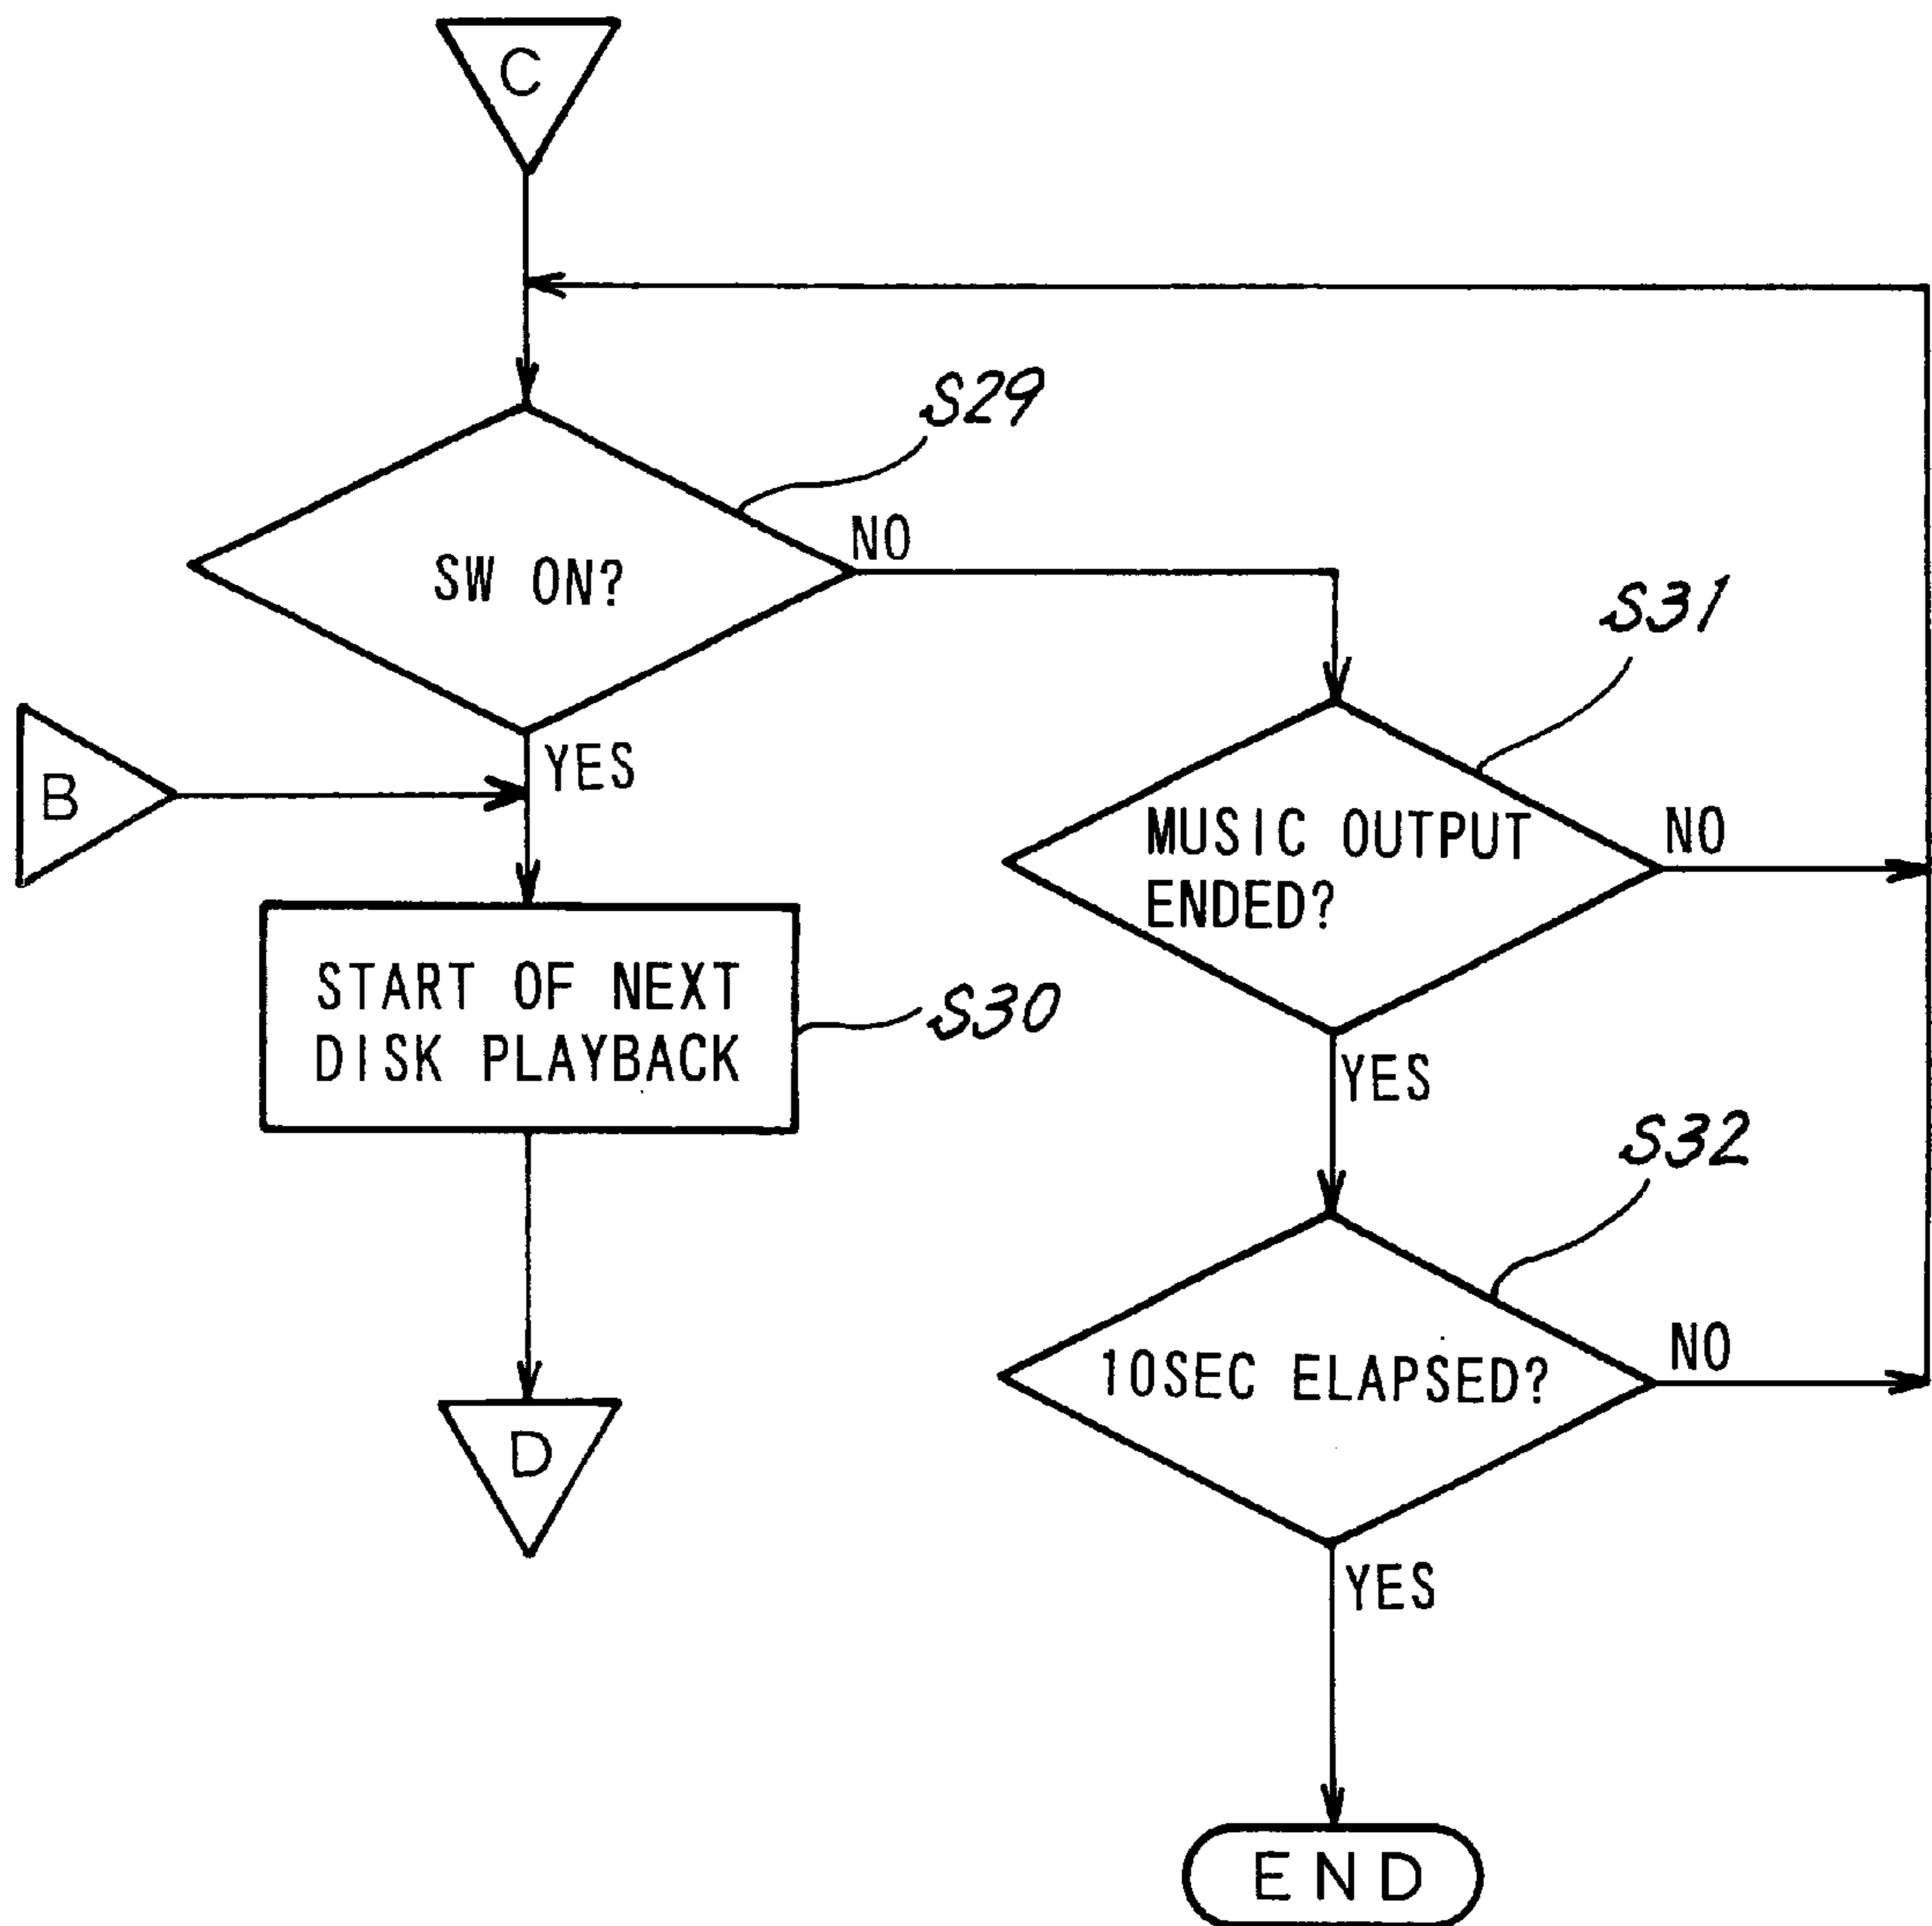 C
S29
SW ON?
NO
S31
YES
B
MUSIC OUTPUT
ENDED?
NO
START OF NEXT
DISK PLAYBACK
S30
YES
S32
10SEC ELAPSED?
NO
D
YES
END